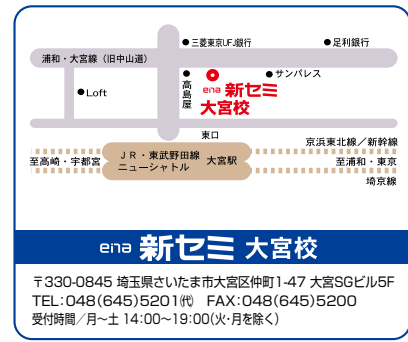 ●三菱東京UFJ銀行
●足利銀行
浦和・大宮線（旧中山道）
●サンパレス
●高島屋
●Loft
ena 新セミ
大宮校
東口
京浜東北線／新幹線
JR・東武野田線
ニューシャトル
大宮駅
至高崎・宇都宮
至浦和・東京
埼京線
ena 新セミ 大宮校
〒330-0845 埼玉県さいたま市大宮区仲町1-47 大宮SGビル5F
TEL：048(645)5201㈹ FAX：048(645)5200
受付時間／月〜土 14：00〜19：00(火・月を除く)